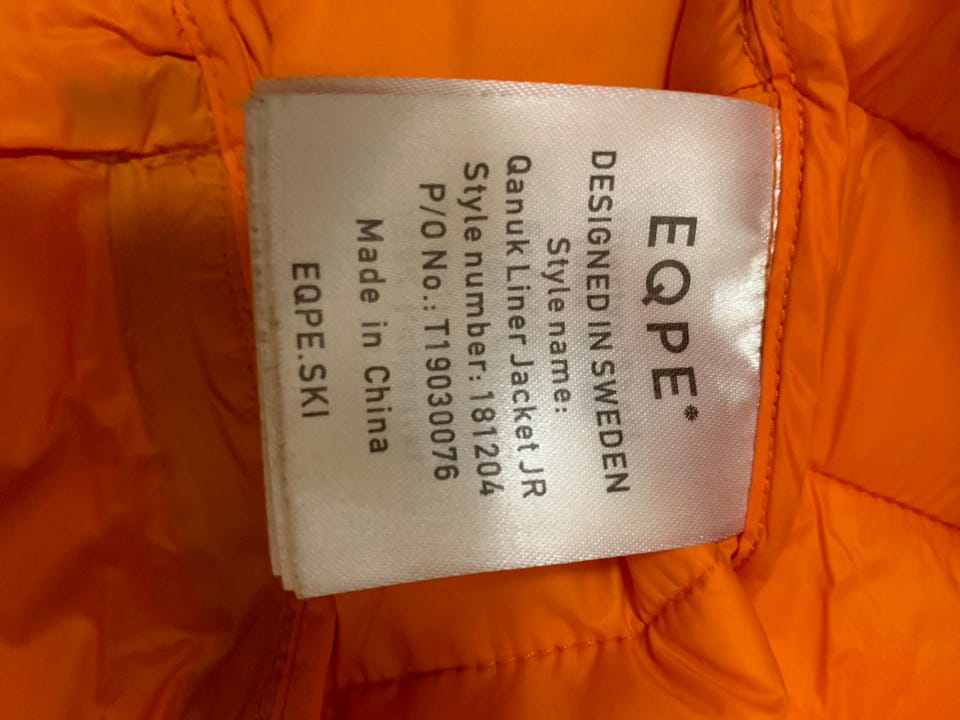 EQPE*
DESIGNED IN SWEDEN
Style name:
Qanuk Liner Jacket JR
Style number: 181204
P/O No.: T19030076
Made in China
EQPE.SKI